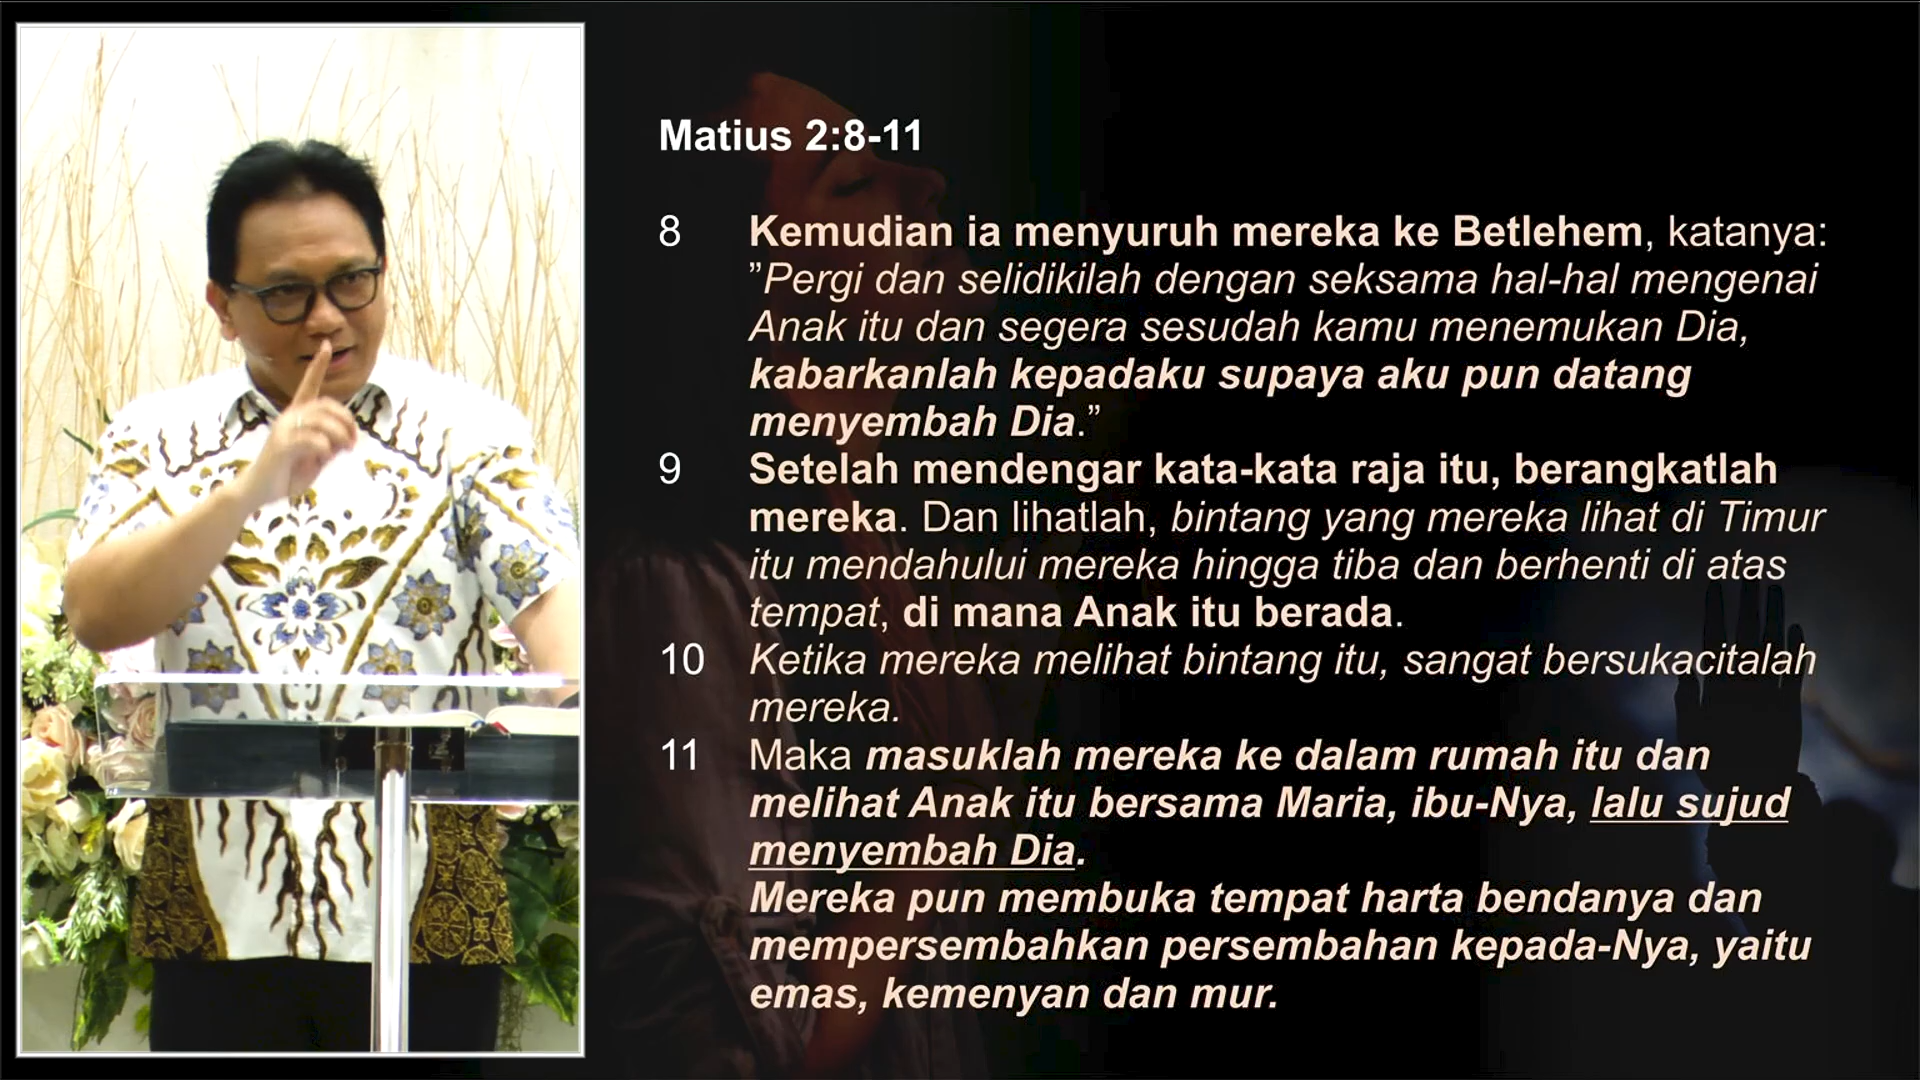 Matius 2:8-11
8 Kemudian ia menyuruh mereka ke Betlehem, katanya:
”Pergi dan selidikilah dengan seksama hal-hal mengenai
Anak itu dan segera sesudah kamu menemukan Dia,
kabarkanlah kepadaku supaya aku pun datang
menyembah Dia.”
9 Setelah mendengar kata-kata raja itu, berangkatlah
mereka. Dan lihatlah, bintang yang mereka lihat di Timur
itu mendahului mereka hingga tiba dan berhenti di atas
tempat, di mana Anak itu berada.
10 Ketika mereka melihat bintang itu, sangat bersukacitalah
mereka.
11 Maka masuklah mereka ke dalam rumah itu dan
melihat Anak itu bersama Maria, ibu-Nya, lalu sujud
menyembah Dia.
Mereka pun membuka tempat harta bendanya dan
mempersembahkan persembahan kepada-Nya, yaitu
emas, kemenyan dan mur.